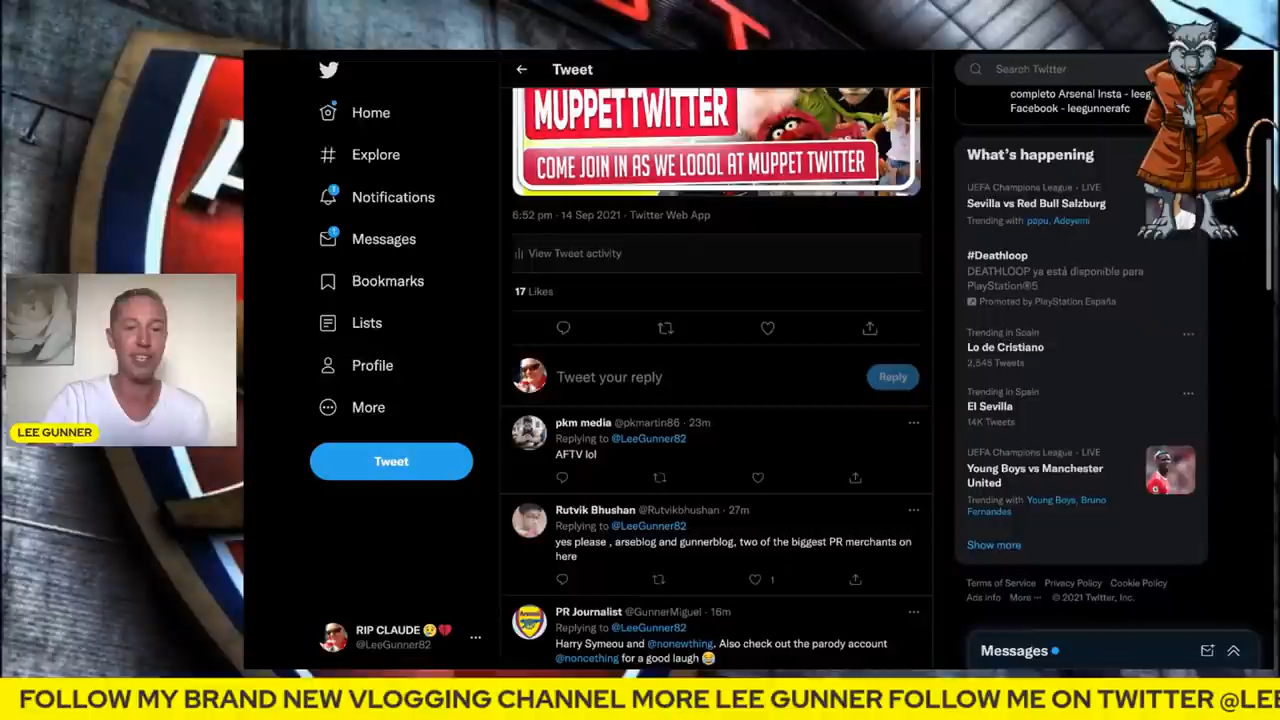 Home
Explore
1
Notifications
1
Messages
Bookmarks
Lists
Profile
More
Tweet
RIP CLAUDE
@LeeGunner82
Tweet
MUPPET TWITTER
COME JOIN IN AS WE LOOOL AT MUPPET TWITTER
6:52 pm · 14 Sep 2021 · Twitter Web App
View Tweet activity
17 Likes
Tweet your reply
Reply
pkm media @pkmartin86 · 23m
Replying to @LeeGunner82
AFTV lol
Rutvik Bhushan @Rutvikbhushan · 27m
Replying to @LeeGunner82
yes please , arseblog and gunnerblog, two of the biggest PR merchants on
here
1
PR Journalist @GunnerMiguel · 16m
Replying to @LeeGunner82
Harry Symeou and @nonewthing. Also check out the parody account
@noncething for a good laugh
Search Twitter
completo Arsenal Insta - leeg
Facebook - leegunnerafc
What's happening
UEFA Champions League · LIVE
Sevilla vs Red Bull Salzburg
Trending with papu, Adeyemi
#Deathloop
DEATHLOOP ya está disponible para
PlayStation®5
Promoted by PlayStation España
Trending in Spain
Lo de Cristiano
2,545 Tweets
Trending in Spain
El Sevilla
14K Tweets
UEFA Champions League · LIVE
Young Boys vs Manchester
United
Trending with Young Boys, Bruno
Fernandes
Show more
Terms of Service Privacy Policy Cookie Policy
Ads info More ··· © 2021 Twitter, Inc.
Messages
LEE GUNNER
FOLLOW MY BRAND NEW VLOGGING CHANNEL MORE LEE GUNNER FOLLOW ME ON TWITTER @LEE